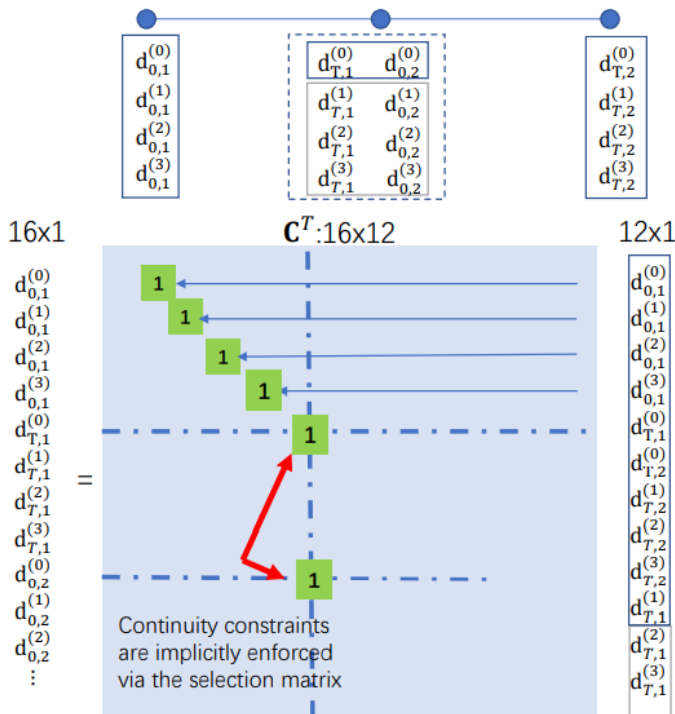 d_{0,1}^{(0)} d_{T,1}^{(0)} d_{0,2}^{(0)} d_{T,2}^{(0)}
d_{0,1}^{(1)} d_{T,1}^{(1)} d_{0,2}^{(1)} d_{T,2}^{(1)}
d_{0,1}^{(2)} d_{T,1}^{(2)} d_{0,2}^{(2)} d_{T,2}^{(2)}
d_{0,1}^{(3)} d_{T,1}^{(3)} d_{0,2}^{(3)} d_{T,2}^{(3)}
16x1 C^T:16x12 12x1
d_{0,1}^{(0)} 1 d_{0,1}^{(0)}
d_{0,1}^{(1)} 1 d_{0,1}^{(1)}
d_{0,1}^{(2)} 1 d_{0,1}^{(2)}
d_{0,1}^{(3)} 1 d_{0,1}^{(3)}
d_{T,1}^{(0)} 1 d_{T,1}^{(0)}
d_{T,1}^{(1)} d_{T,2}^{(0)}
= d_{T,2}^{(1)}
d_{T,1}^{(2)} d_{T,2}^{(2)}
d_{T,1}^{(3)} d_{T,2}^{(3)}
d_{0,2}^{(0)} 1 d_{T,1}^{(1)}
d_{0,2}^{(1)} Continuity constraints d_{T,1}^{(2)}
d_{0,2}^{(2)} are implicitly enforced d_{T,1}^{(3)}
⋮ via the selection matrix